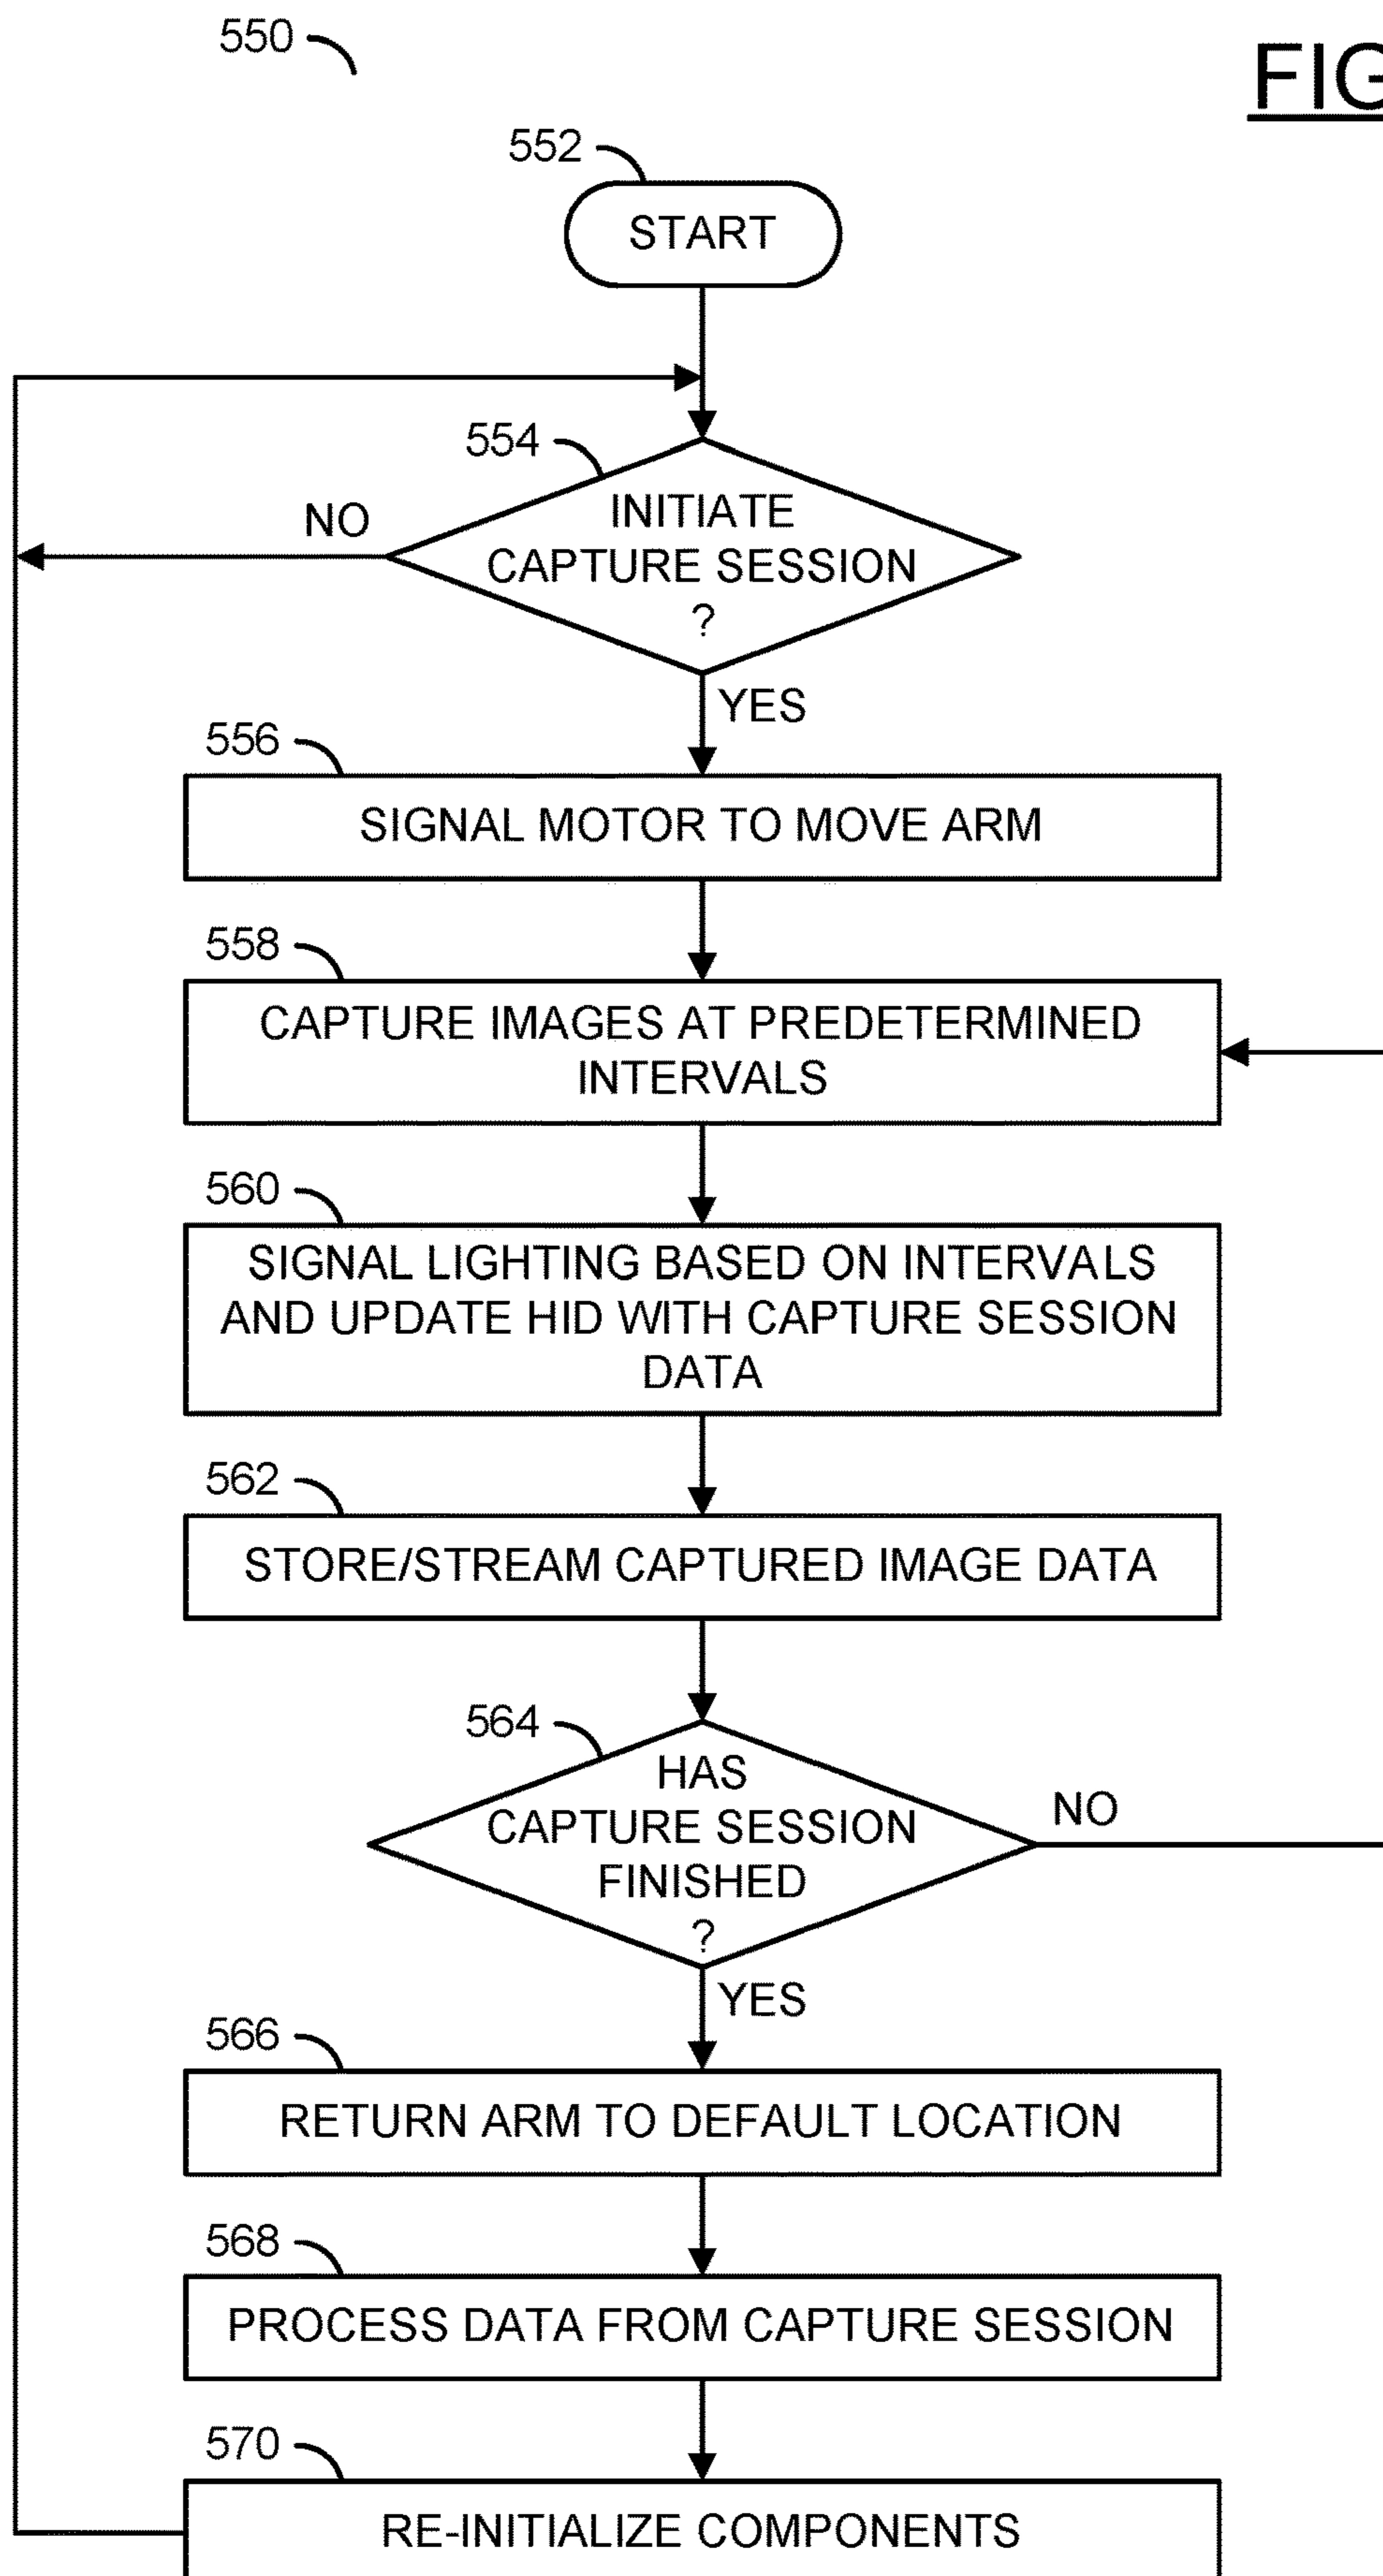 550
FIG
552
START
554
INITIATE
CAPTURE SESSION
?
NO
YES
556
SIGNAL MOTOR TO MOVE ARM
558
CAPTURE IMAGES AT PREDETERMINED
INTERVALS
560
SIGNAL LIGHTING BASED ON INTERVALS
AND UPDATE HID WITH CAPTURE SESSION
DATA
562
STORE/STREAM CAPTURED IMAGE DATA
564
HAS
CAPTURE SESSION
FINISHED
?
NO
YES
566
RETURN ARM TO DEFAULT LOCATION
568
PROCESS DATA FROM CAPTURE SESSION
570
RE-INITIALIZE COMPONENTS